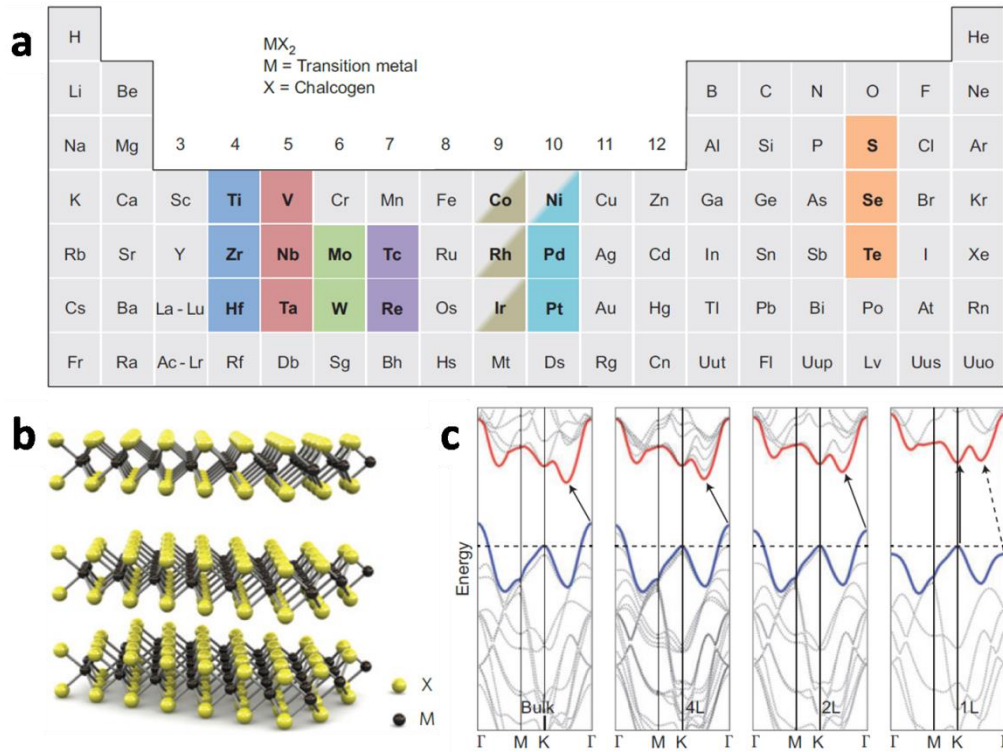 a
MX2
M = Transition metal
X = Chalcogen
H He
Li Be B C N O F Ne
Na Mg 3 4 5 6 7 8 9 10 11 12 Al Si P S Cl Ar
K Ca Sc Ti V Cr Mn Fe Co Ni Cu Zn Ga Ge As Se Br Kr
Rb Sr Y Zr Nb Mo Tc Ru Rh Pd Ag Cd In Sn Sb Te I Xe
Cs Ba La - Lu Hf Ta W Re Os Ir Pt Au Hg Tl Pb Bi Po At Rn
Fr Ra Ac - Lr Rf Db Sg Bh Hs Mt Ds Rg Cn Uut Fl Uup Lv Uus Uuo
b
X
M
c
Energy
Bulk 4L 2L 1L
Γ M K Γ Γ M K Γ Γ M K Γ Γ M K Γ